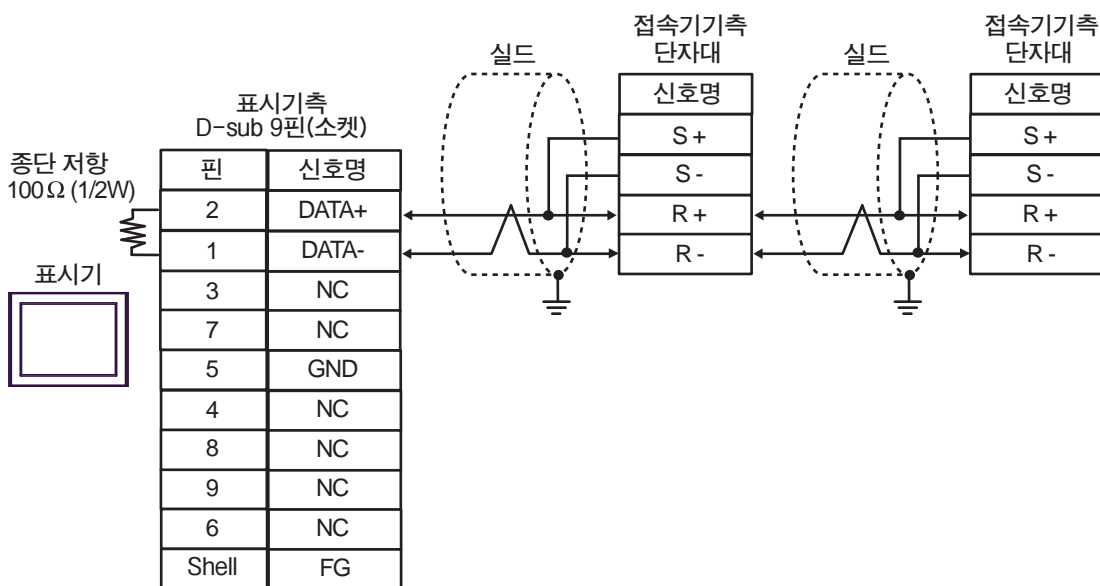 종단 저항
100Ω (1/2W)
표시기
표시기측
D-sub 9핀(소켓)
핀 신호명
2 DATA+
1 DATA-
3 NC
7 NC
5 GND
4 NC
8 NC
9 NC
6 NC
Shell FG
실드
접속기기측
단자대
신호명
S +
S -
R +
R -
실드
접속기기측
단자대
신호명
S +
S -
R +
R -